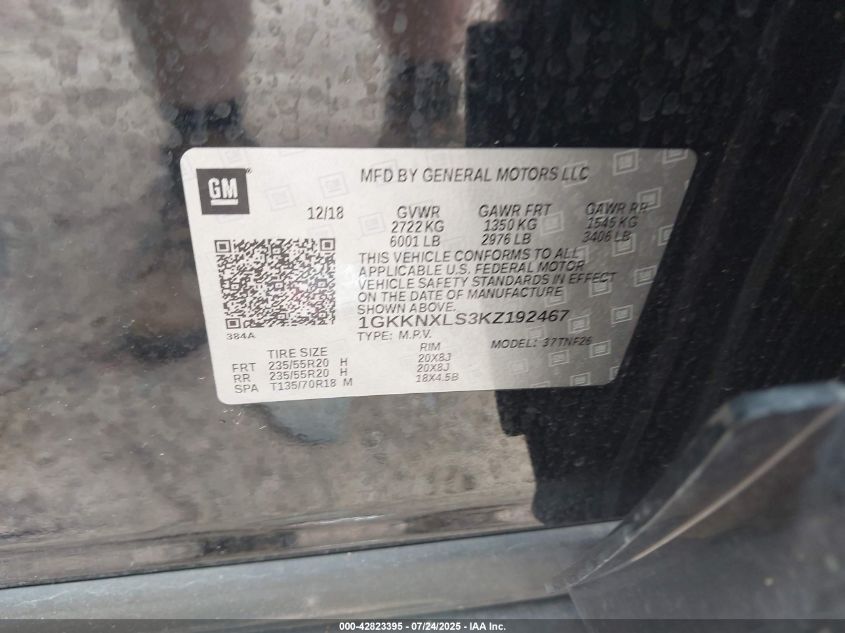 GM
MFD BY GENERAL MOTORS LLC
12/18 GVWR GAWR FRT GAWR RR
2722 KG 1350 KG 1545 KG
6001 LB 2976 LB 3406 LB
THIS VEHICLE CONFORMS TO ALL
APPLICABLE U.S. FEDERAL MOTOR
VEHICLE SAFETY STANDARDS IN EFFECT
ON THE DATE OF MANUFACTURE
SHOWN ABOVE.
1GKKNXLS3KZ192467
384A
TYPE: M.P.V. MODEL: 37TNF26
TIRE SIZE RIM
FRT 235/55R20 H 20X8J
RR 235/55R20 H 20X8J
SPA T135/70R18 M 18X4.5B
000-42823395 - 07/24/2025 - IAA Inc.